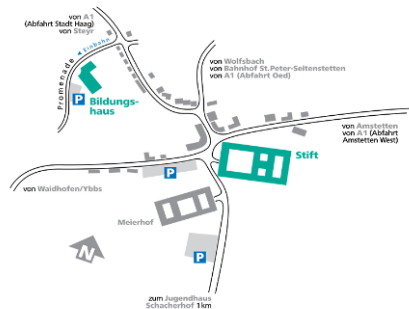 von A1
(Abfahrt Stadt Haag)
von Steyr
Einbahn
Promenade
Bildungs-
haus
P
von Wolfsbach
von Bahnhof St.Peter-Seitenstetten
von A1 (Abfahrt Oed)
von Amstetten
von A1 (Abfahrt
Amstetten West)
Stift
P
von Waidhofen/Ybbs
Meierhof
N
P
zum Jugendhaus
Schacherhof 1km